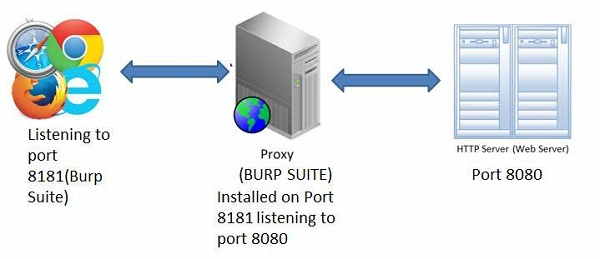 Listening to
port
8181(Burp
Suite)
Proxy
(BURP SUITE)
Installed on Port
8181 listening to
port 8080
HTTP Server (Web Server)
Port 8080